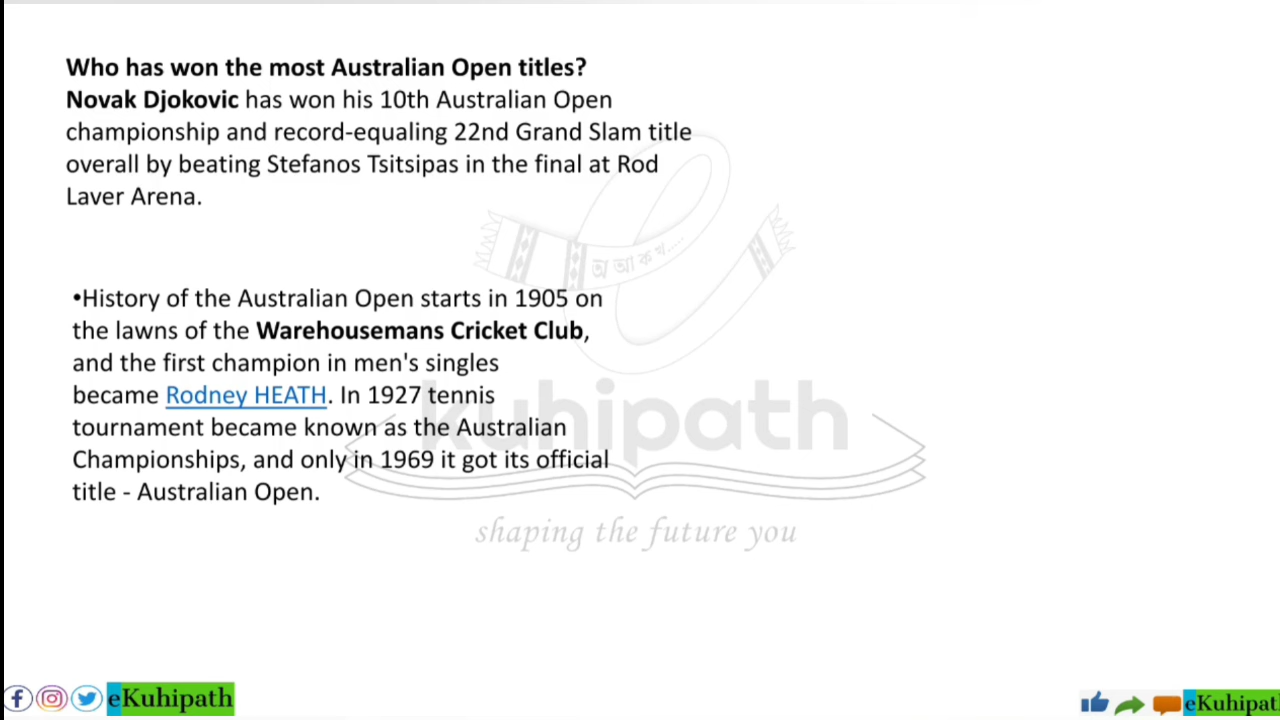 Who has won the most Australian Open titles?
Novak Djokovic has won his 10th Australian Open
championship and record-equaling 22nd Grand Slam title
overall by beating Stefanos Tsitsipas in the final at Rod
Laver Arena.
অ আ ক খ.....
•History of the Australian Open starts in 1905 on
the lawns of the Warehousemans Cricket Club,
and the first champion in men's singles
became Rodney HEATH. In 1927 tennis
tournament became known as the Australian
Championships, and only in 1969 it got its official
title - Australian Open.
kuhipath
shaping the future you
eKuhipath
eKuhipat